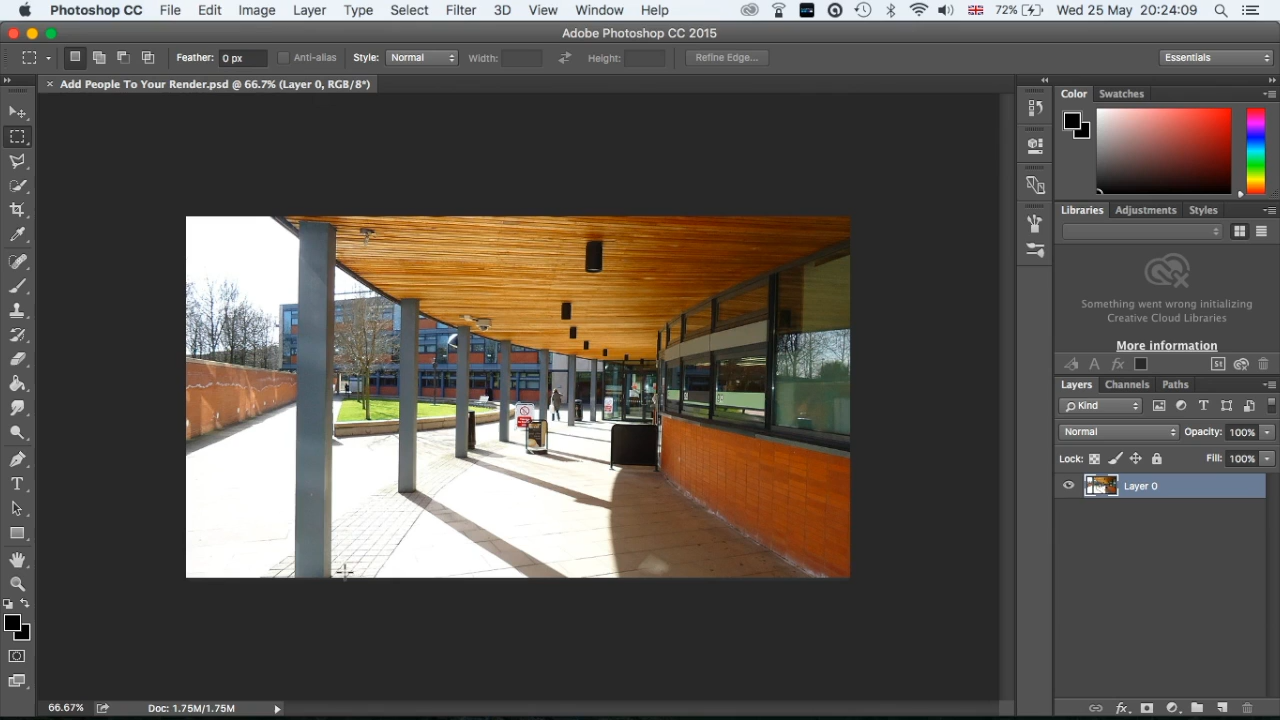 Photoshop CC File Edit Image Layer Type Select Filter 3D View Window Help 72% Wed 25 May 20:24:09
Adobe Photoshop CC 2015
Feather: 0 px Anti-alias Style: Normal Width: Height: Refine Edge... Essentials
× Add People To Your Render.psd @ 66.7% (Layer 0, RGB/8*)
Color Swatches
Libraries Adjustments Styles
Something went wrong initializing
Creative Cloud Libraries
More information
Layers Channels Paths
Kind
Normal Opacity: 100%
Lock: Fill: 100%
Layer 0
66.67% Doc: 1.75M/1.75M